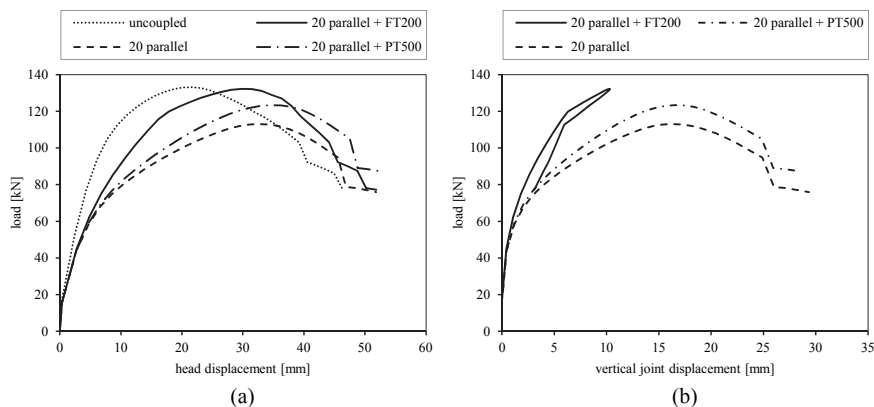 uncoupled
20 parallel + FT200
20 parallel
20 parallel + PT500
140
120
100
80
60
40
20
0
load [kN]
0 10 20 30 40 50 60
head displacement [mm]
(a)
20 parallel + FT200
20 parallel + PT500
20 parallel
140
120
100
80
60
40
20
0
load [kN]
0 5 10 15 20 25 30 35
vertical joint displacement [mm]
(b)